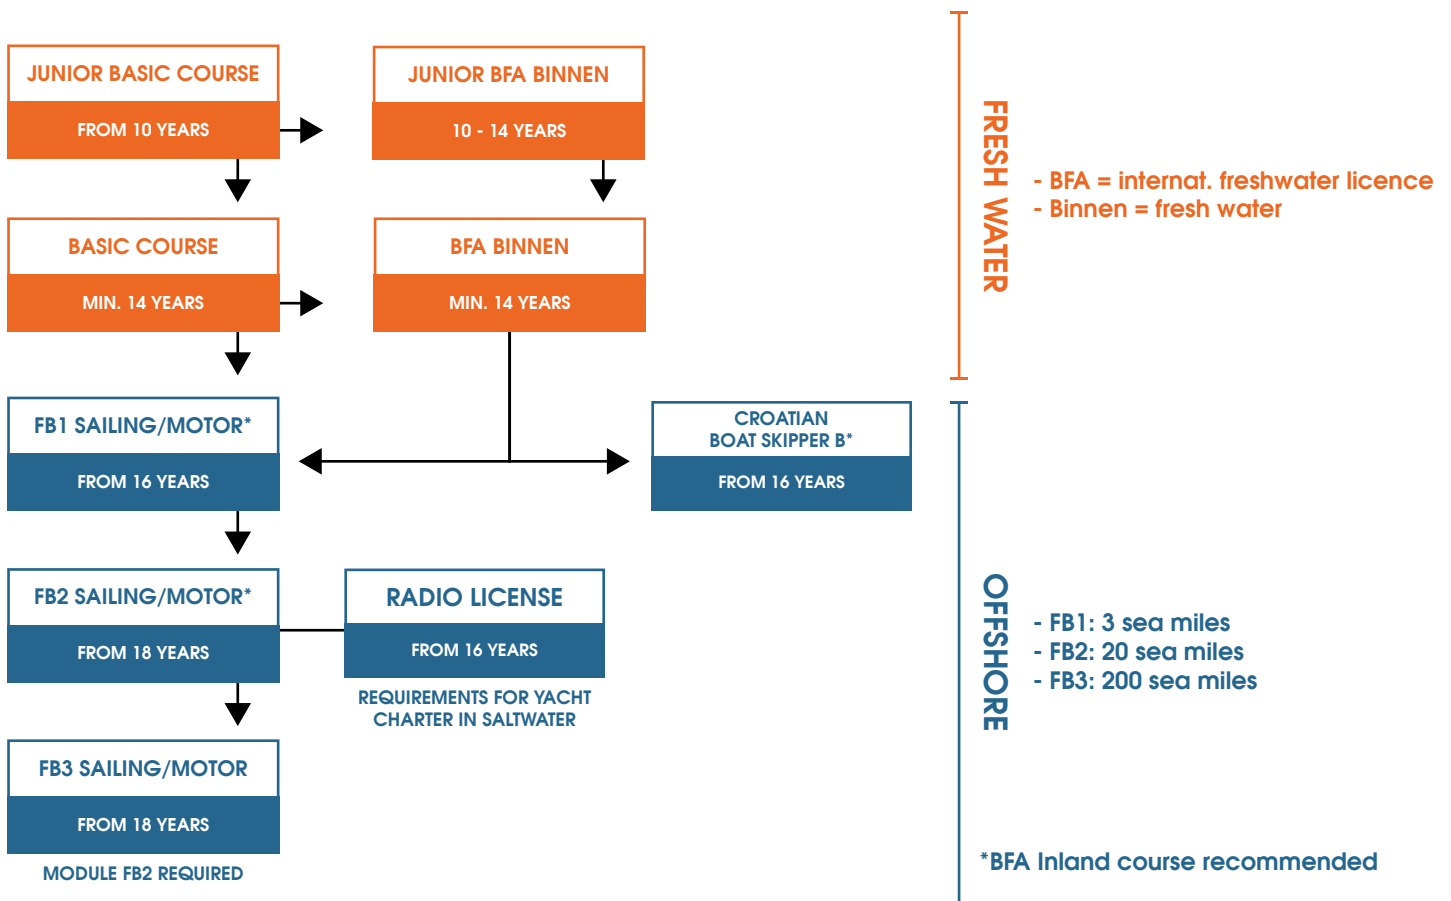 JUNIOR BASIC COURSE
FROM 10 YEARS
JUNIOR BFA BINNEN
10 - 14 YEARS
BASIC COURSE
MIN. 14 YEARS
BFA BINNEN
MIN. 14 YEARS
FRESH WATER
- BFA = internat. freshwater licence
- Binnen = fresh water
FB1 SAILING/MOTOR*
FROM 16 YEARS
CROATIAN
BOAT SKIPPER B*
FROM 16 YEARS
FB2 SAILING/MOTOR*
FROM 18 YEARS
RADIO LICENSE
FROM 16 YEARS
REQUIREMENTS FOR YACHT
CHARTER IN SALTWATER
FB3 SAILING/MOTOR
FROM 18 YEARS
MODULE FB2 REQUIRED
OFFSHORE
- FB1: 3 sea miles
- FB2: 20 sea miles
- FB3: 200 sea miles
*BFA Inland course recommended